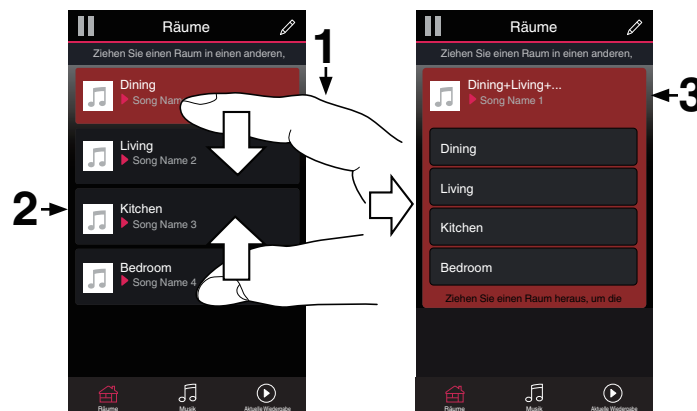 Räume
Ziehen Sie einen Raum in einen anderen,
1
Dining
Song Na
Living
Song Name 2
2
Kitchen
Song Name 3
Bedroom
Song Name 4
Räume
Musik
Aktuelle Wiedergabe
Räume
Ziehen Sie einen Raum in einen anderen,
Dining+Living+...
Song Name 1
3
Dining
Living
Kitchen
Bedroom
Ziehen Sie einen Raum heraus, um die
Räume
Musik
Aktuelle Wiedergabe